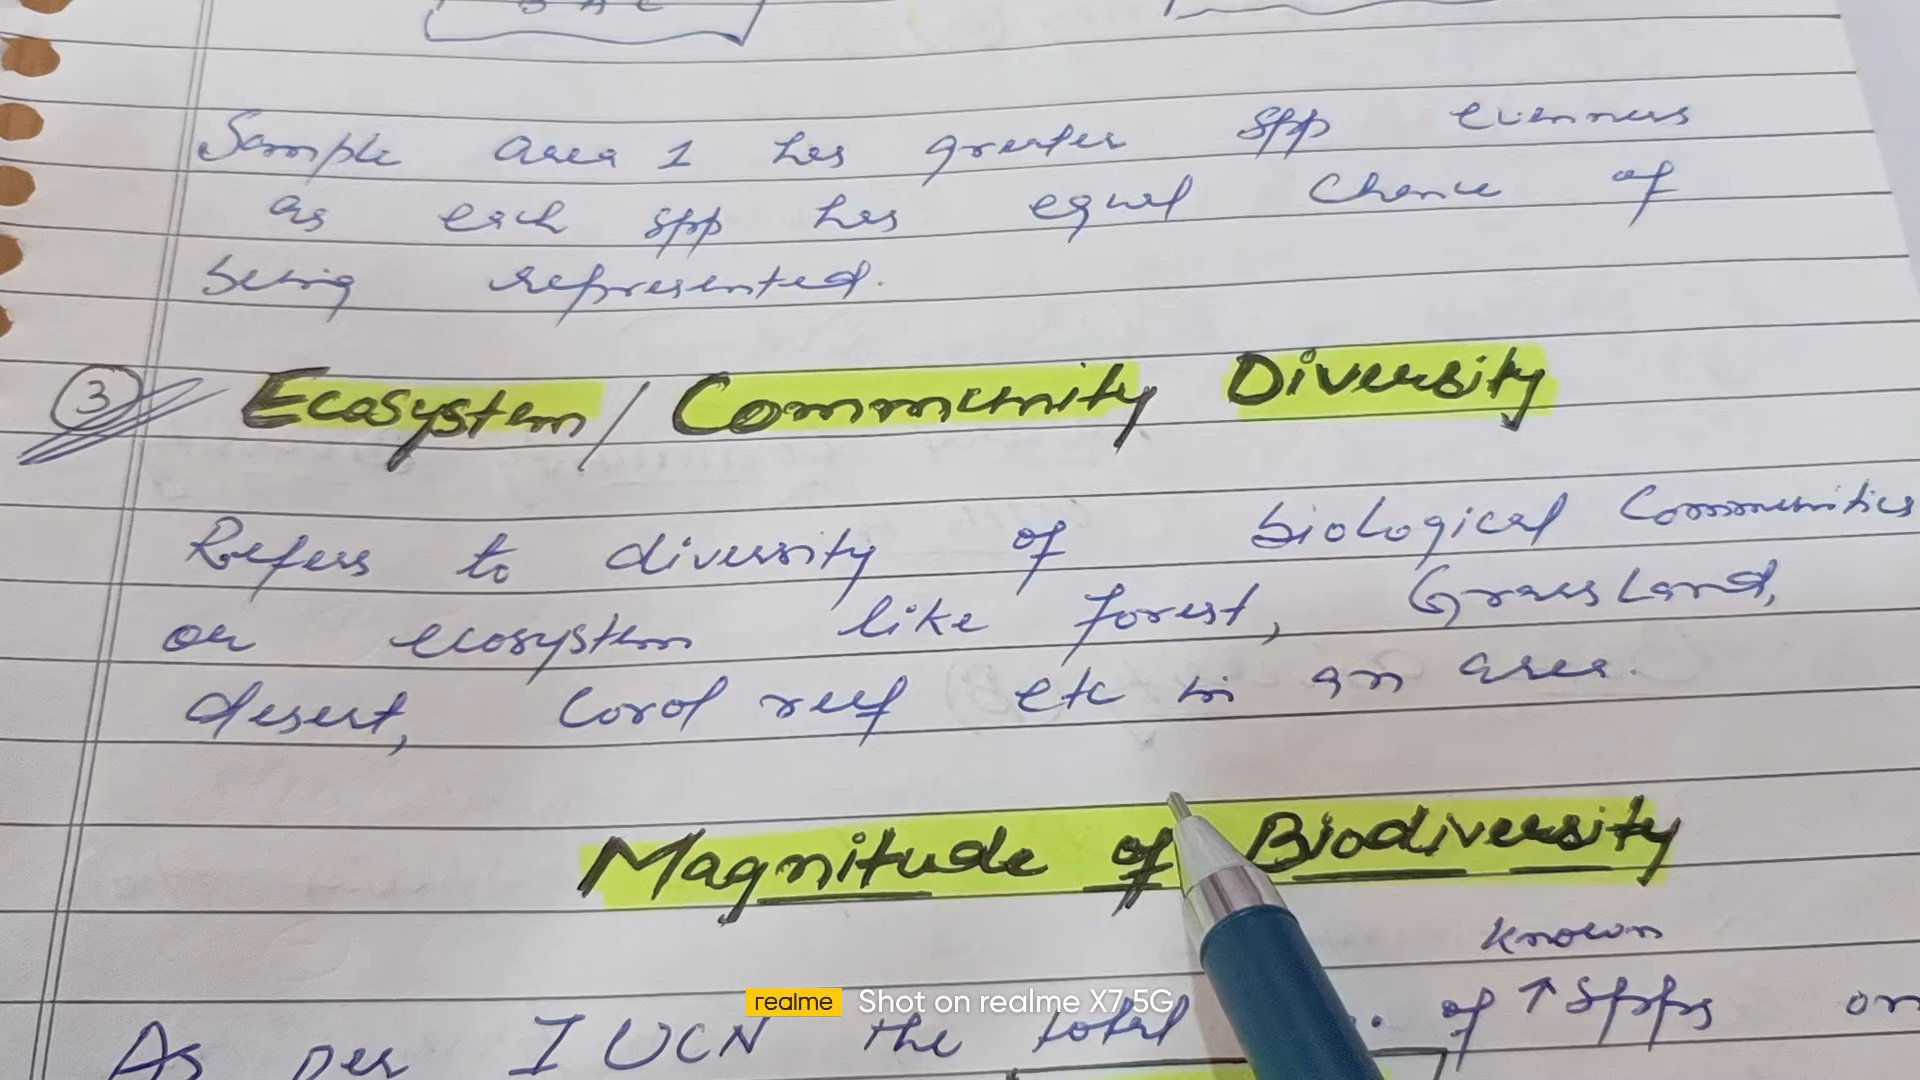 Sample area 1 has greater spp evenness
as each spp has equal chance of
being represented.
3 Ecosystem / Community Diversity
Refers to diversity of biological Communities
or ecosystem like forest, GrassLand,
desert, Corol reef etc in an area.
Magnitude of Biodiversity
known
As per IUCN the total of ↑ Spps on
realme Shot on realme X7 5G